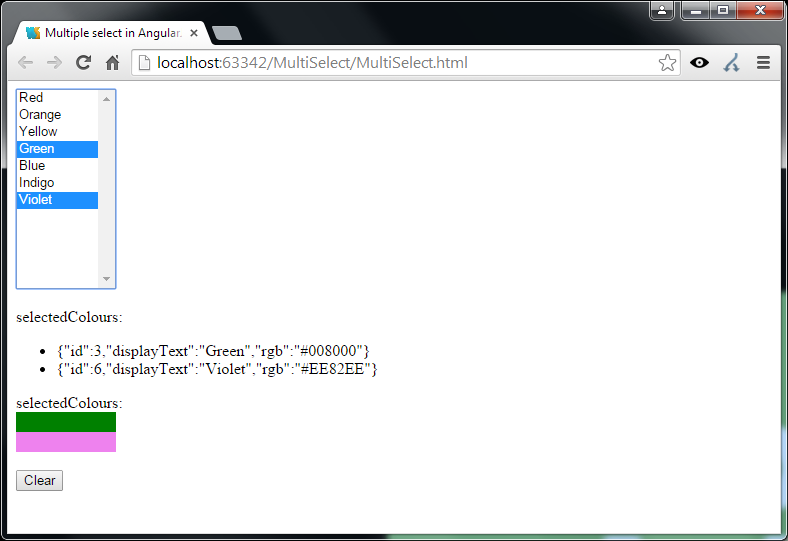 Multiple select in Angular.
localhost:63342/MultiSelect/MultiSelect.html
Red
Orange
Yellow
Green
Blue
Indigo
Violet
selectedColours:
{"id":3,"displayText":"Green","rgb":"#008000"}
{"id":6,"displayText":"Violet","rgb":"#EE82EE"}
selectedColours:
Clear